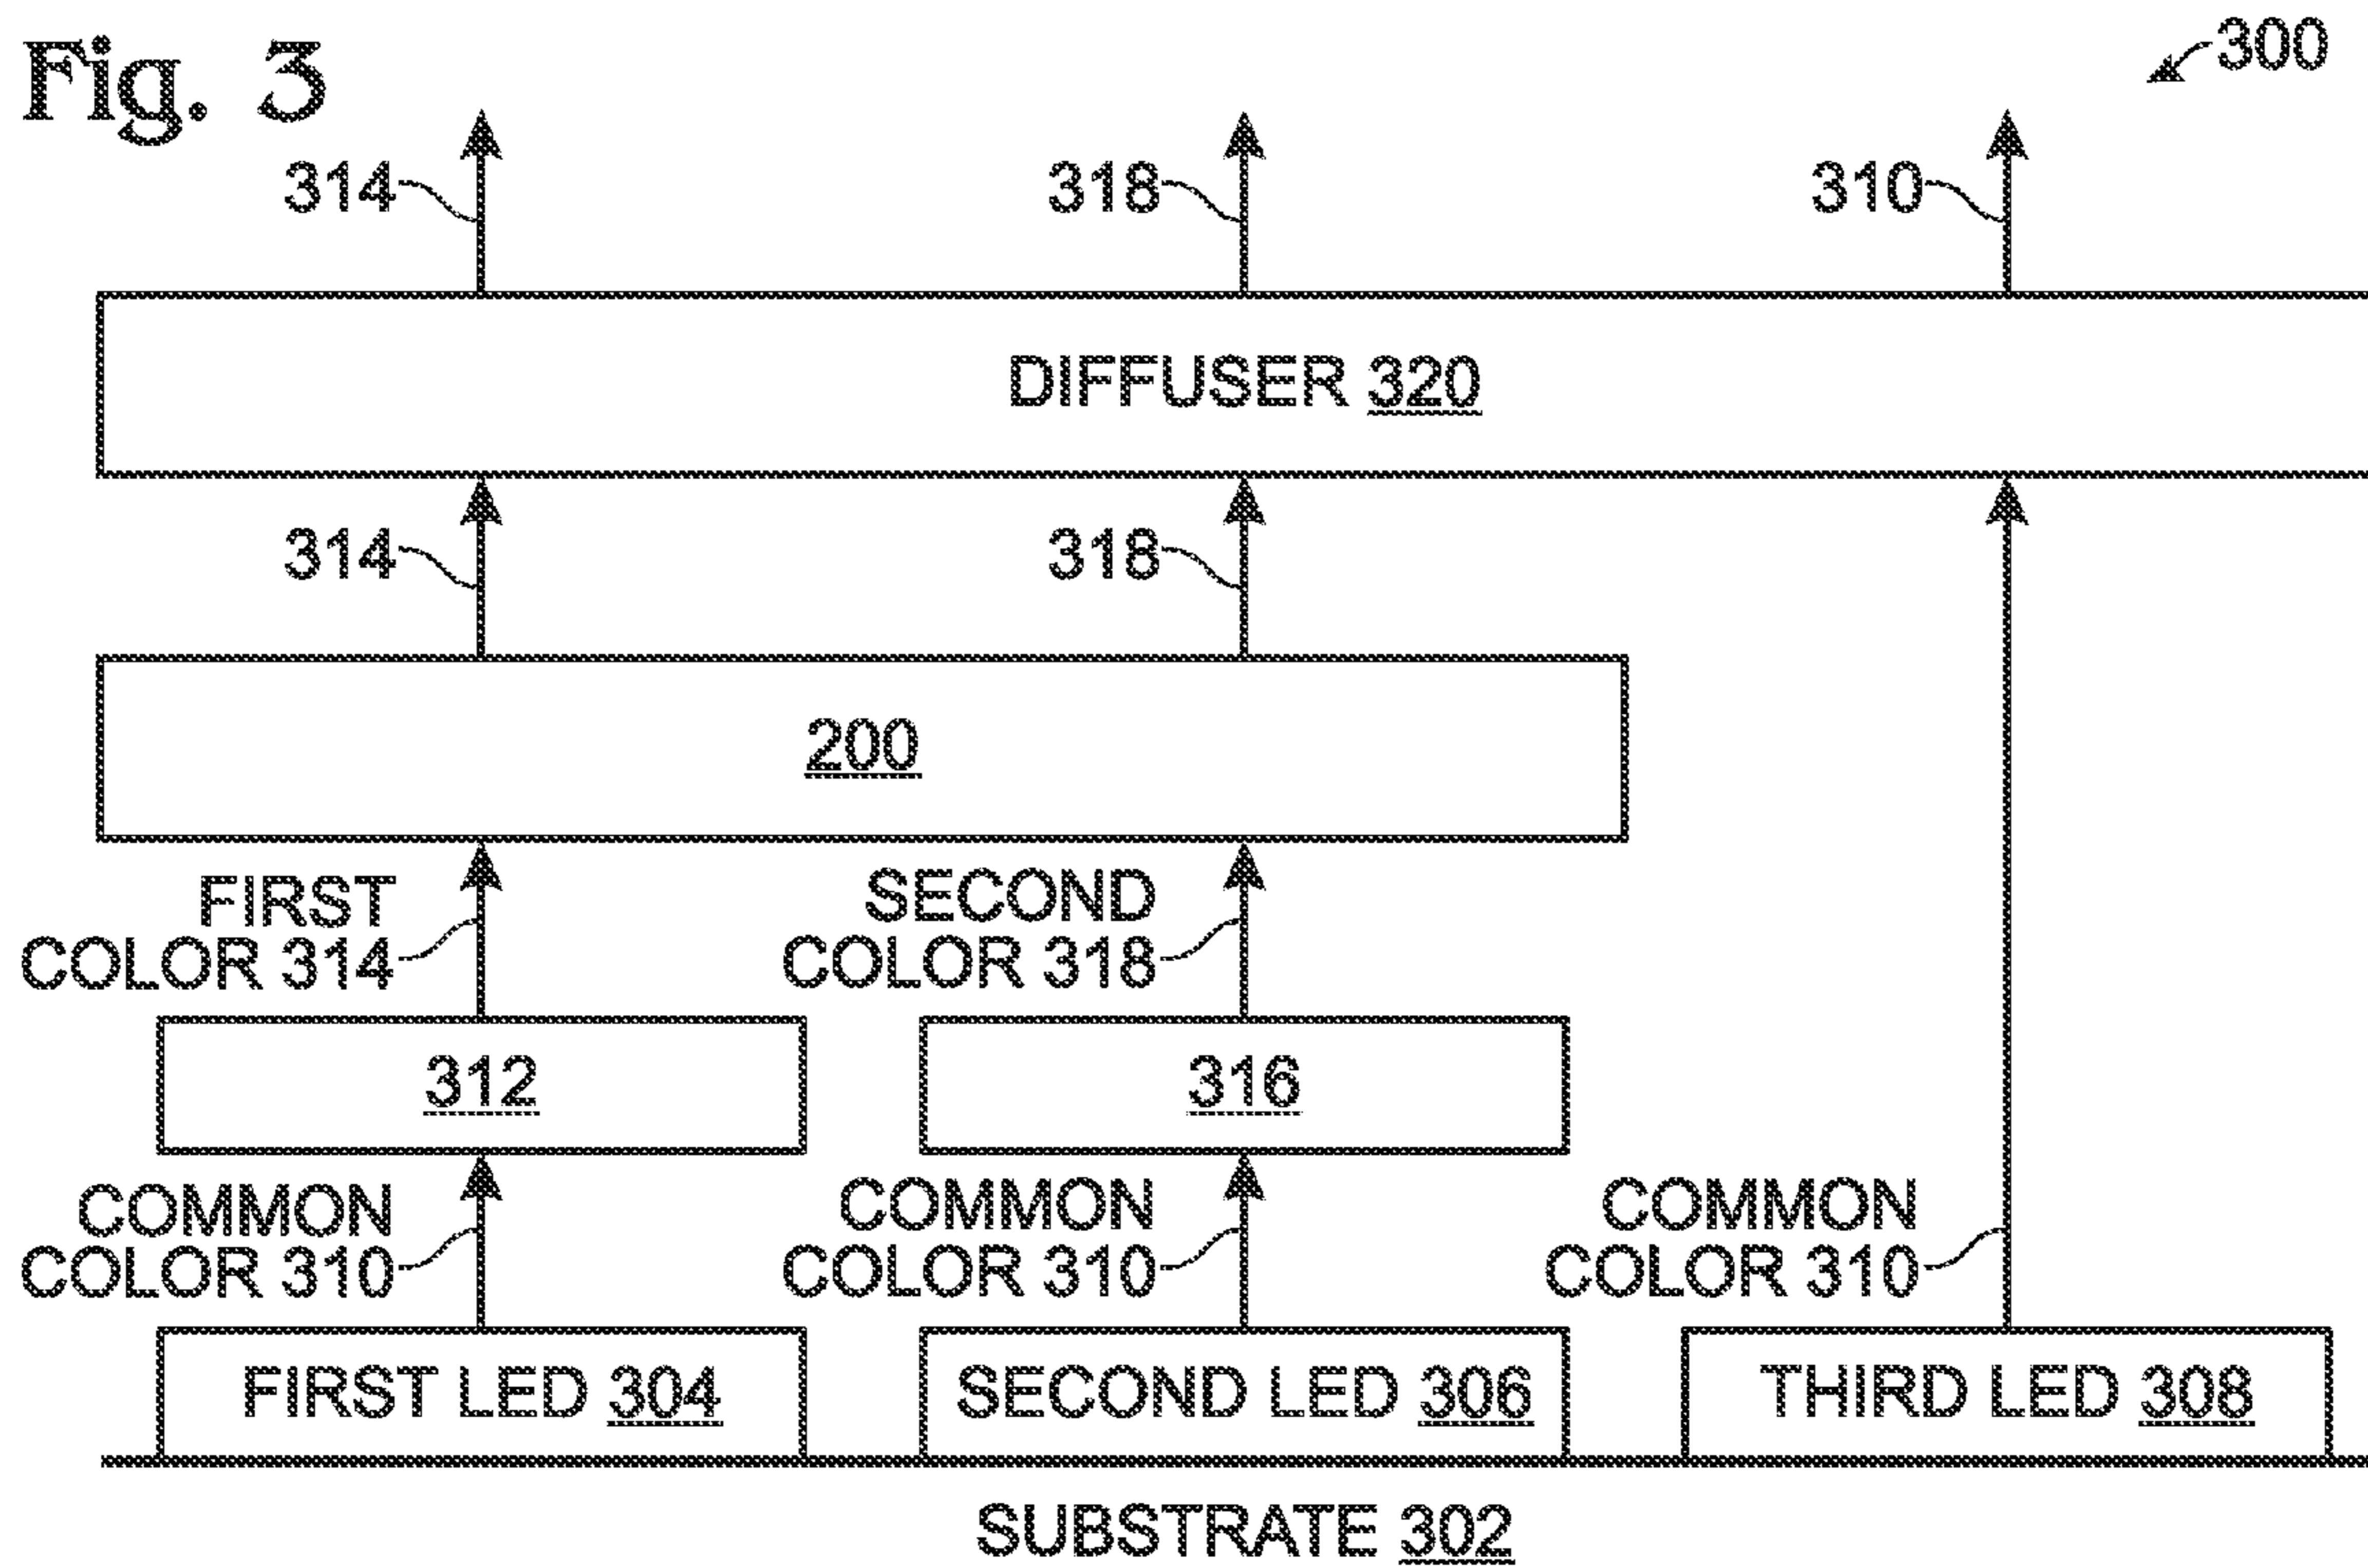 Fig. 3
300
314
318
310
DIFFUSER 320
314
318
200
FIRST
COLOR 314
SECOND
COLOR 318
312
316
COMMON
COLOR 310
COMMON
COLOR 310
COMMON
COLOR 310
FIRST LED 304
SECOND LED 306
THIRD LED 308
SUBSTRATE 302